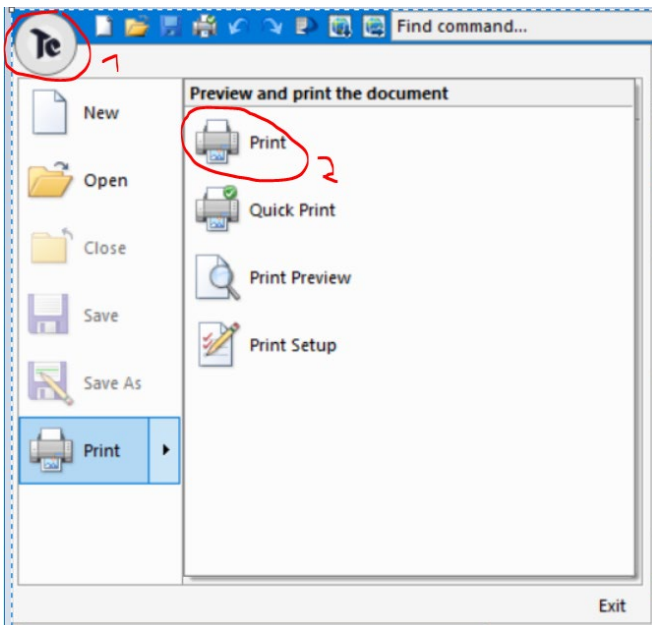 Tc
Find command...
1
Preview and print the document
New
Print
2
Open
Quick Print
Close
Print Preview
Save
Print Setup
Save As
Print
Exit